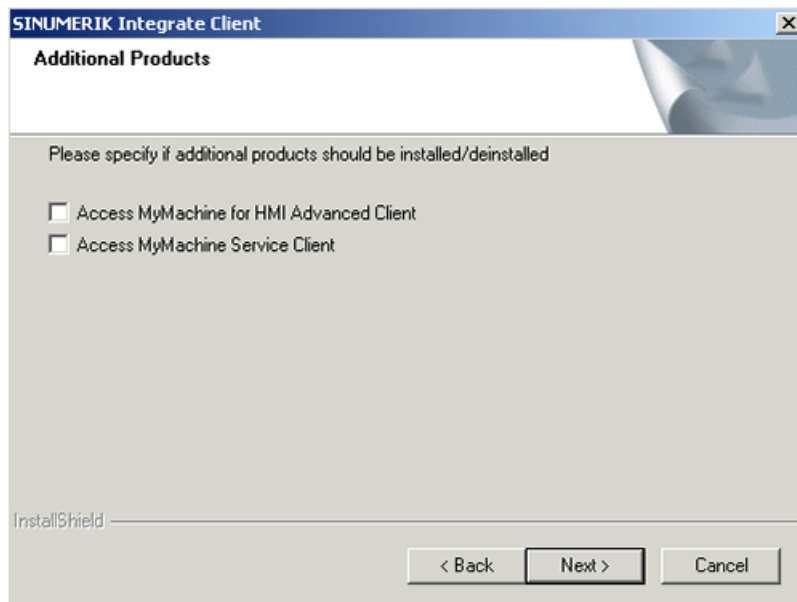 SINUMERIK Integrate Client
Additional Products
Please specify if additional products should be installed/deinstalled
Access MyMachine for HMI Advanced Client
Access MyMachine Service Client
InstallShield
< Back Next > Cancel